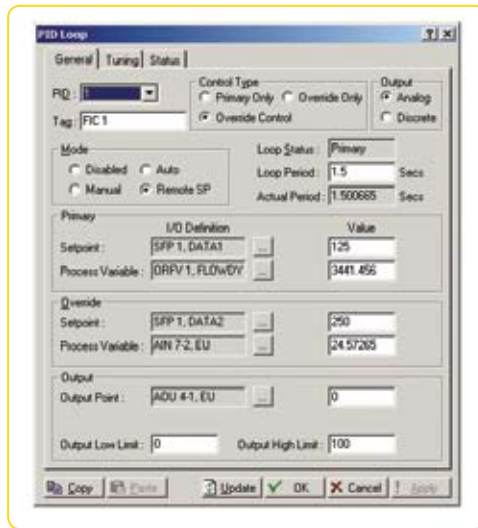 PID Loop
General Tuning Status
PID : 1
Tag : FIC 1
Control Type
Primary Only Override Only
Override Control
Output
Analog
Discrete
Mode
Disabled Auto
Manual Remote SP
Loop Status : Primary
Loop Period : 1.5 Secs
Actual Period : 1.500665 Secs
Primary
I/O Definition Value
Setpoint : SFP 1, DATA1 ... 125
Process Variable : ORFV 1, FLOWDY ... 3441.456
Override
Setpoint : SFP 1, DATA2 ... 250
Process Variable : AIN 7-2, EU ... 24.57265
Output
Output Point : AOU 4-1, EU ... 0
Output Low Limit : 0 Output High Limit : 100
Copy Paste Update OK Cancel ! Apply